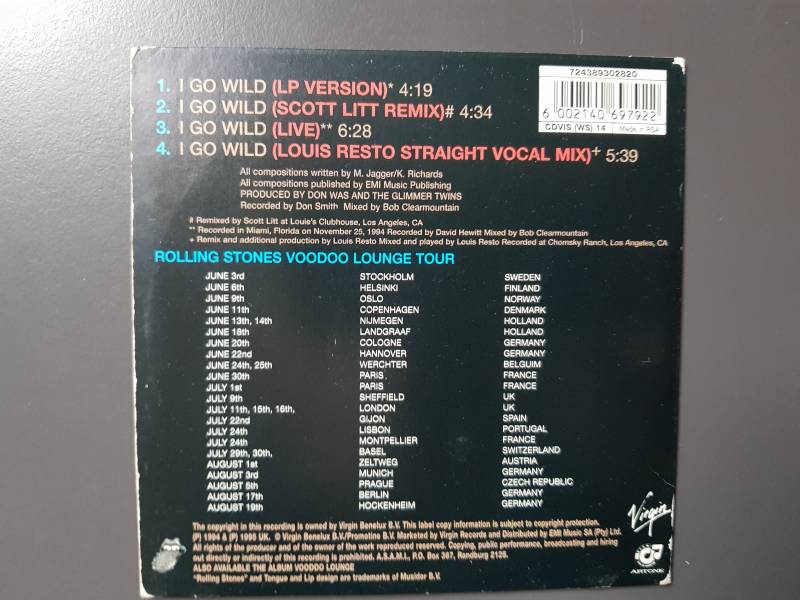 1. I GO WILD (LP VERSION)* 4:19
2. I GO WILD (SCOTT LITT REMIX)# 4:34
3. I GO WILD (LIVE)** 6:28
4. I GO WILD (LOUIS RESTO STRAIGHT VOCAL MIX)+ 5:39
724389302820
6 002140 697922
CDVIS (WS) 14 Made in RSA
All compositions written by M. Jagger/K. Richards
All compositions published by EMI Music Publishing
PRODUCED BY DON WAS AND THE GLIMMER TWINS
Recorded by Don Smith Mixed by Bob Clearmountain
# Remixed by Scott Litt at Louie's Clubhouse, Los Angeles, CA
** Recorded in Miami, Florida on November 25, 1994 Recorded by David Hewitt Mixed by Bob Clearmountain
+ Remix and additional production by Louis Resto Mixed and played by Louis Resto Recorded at Chomsky Ranch, Los Angeles, CA
ROLLING STONES VOODOO LOUNGE TOUR
JUNE 3rd STOCKHOLM SWEDEN
JUNE 6th HELSINKI FINLAND
JUNE 9th OSLO NORWAY
JUNE 11th COPENHAGEN DENMARK
JUNE 13th, 14th NIJMEGEN HOLLAND
JUNE 18th LANDGRAAF HOLLAND
JUNE 20th COLOGNE GERMANY
JUNE 22nd HANNOVER GERMANY
JUNE 24th, 25th WERCHTER BELGUIM
JUNE 30th PARIS FRANCE
JULY 1st PARIS FRANCE
JULY 9th SHEFFIELD UK
JULY 11th, 15th, 16th, LONDON UK
JULY 22nd GIJON SPAIN
JULY 24th LISBON PORTUGAL
JULY 24th MONTPELLIER FRANCE
JULY 29th, 30th, BASEL SWITZERLAND
AUGUST 1st ZELTWEG AUSTRIA
AUGUST 3rd MUNICH GERMANY
AUGUST 5th PRAGUE CZECH REPUBLIC
AUGUST 17th BERLIN GERMANY
AUGUST 19th HOCKENHEIM GERMANY
The copyright in this recording is owned by Virgin Benelux B.V. This label copy information is subject to copyright protection.
(P) 1994 & (P) 1995 UK. © Virgin Benelux B.V./Promotine B.V. Marketed by Virgin Records and Distributed by EMI Music SA (Pty) Ltd.
All rights of the producer and of the owner of the work reproduced reserved. Copying, public performance, broadcasting and hiring
out directly or indirectly of this recording is prohibited. A.S.A.M.I., P.O. Box 367, Randburg 2125.
ALSO AVAILABLE THE ALBUM VOODOO LOUNGE
"Rolling Stones" and Tongue and Lip design are trademarks of Musidor B.V.
Virgin
ARTONE